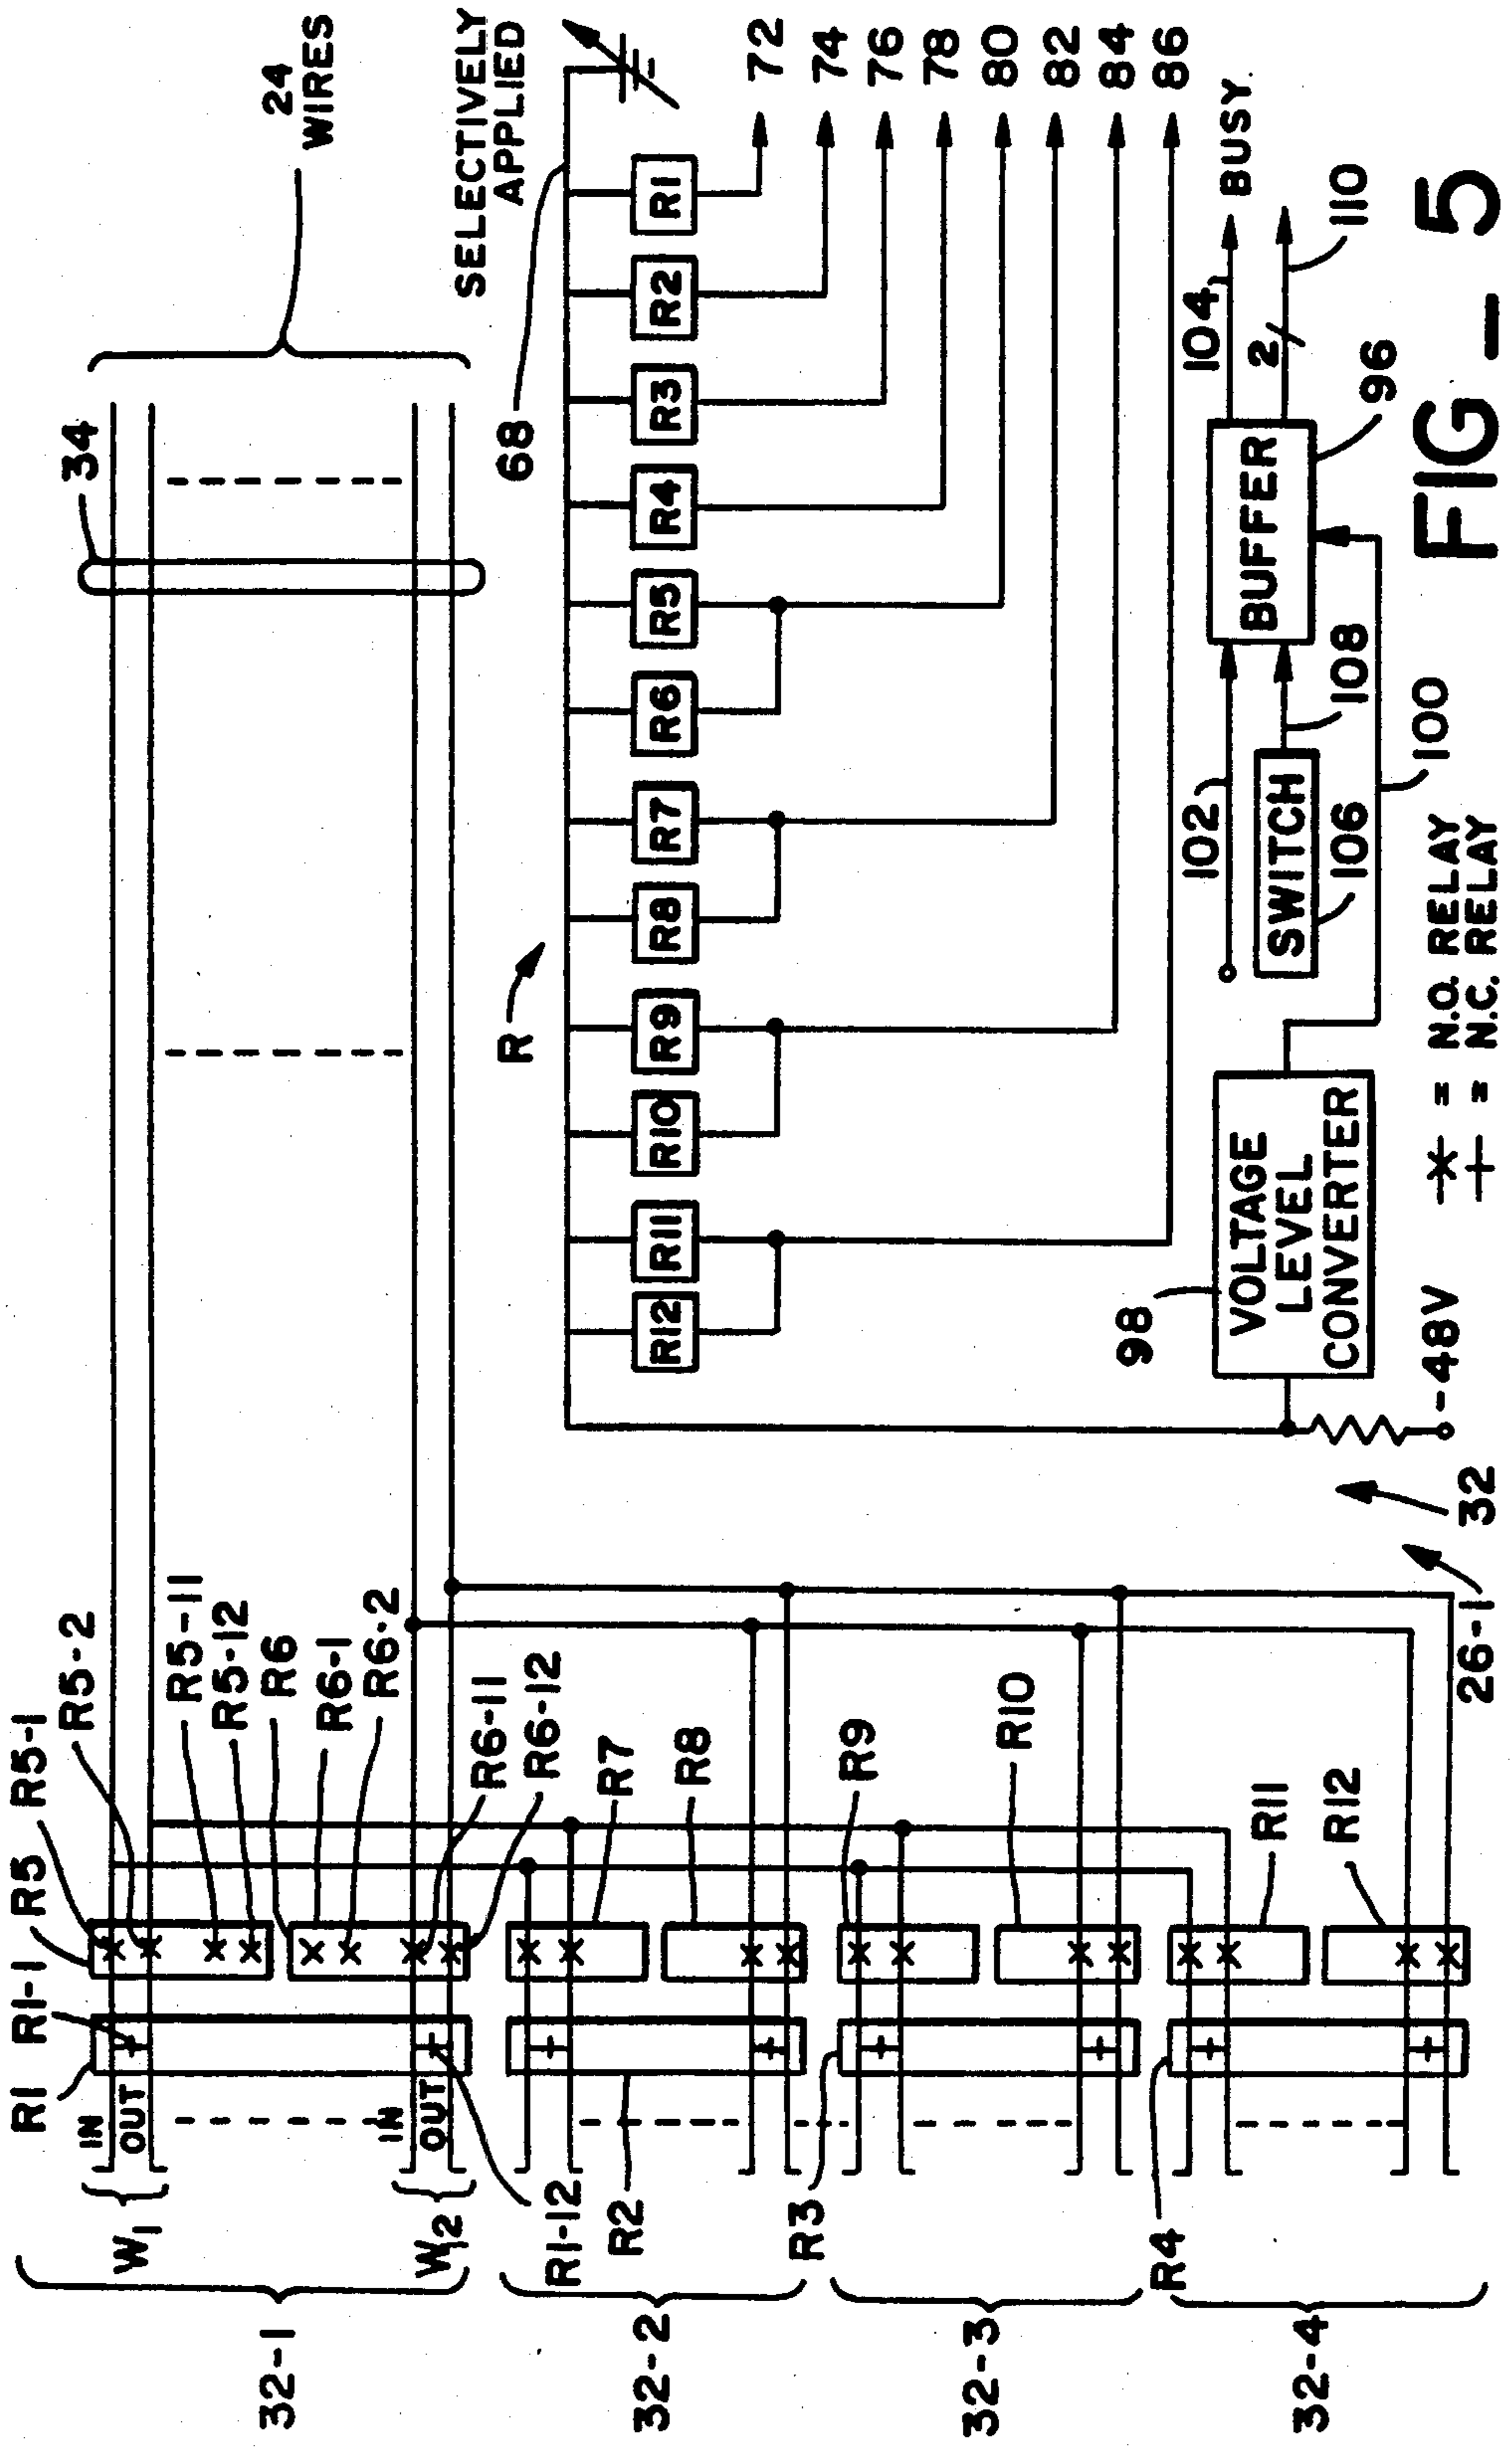 24
WIRES
34
SELECTIVELY
APPLIED
68
R5-1
R5-2
R5
R1-1
R1
R5-11
R5-12
R6
R6-1
R6-2
IN
OUT
W1
IN
OUT
W12
32-1
R6-11
R6-12
R1-12
R7
R8
R2
32-2
R9
R10
R3
32-3
R11
R12
R4
32-4
R
R12
R11
R10
R9
R8
R7
R6
R5
R4
R3
R2
R1
72
74
76
78
80
82
84
86
98
VOLTAGE
LEVEL
CONVERTER
-48V
102
SWITCH
106
108
100
BUFFER
96
104
BUSY
2
110
32
26-1
= N.O. RELAY
= N.C. RELAY
FIG-5